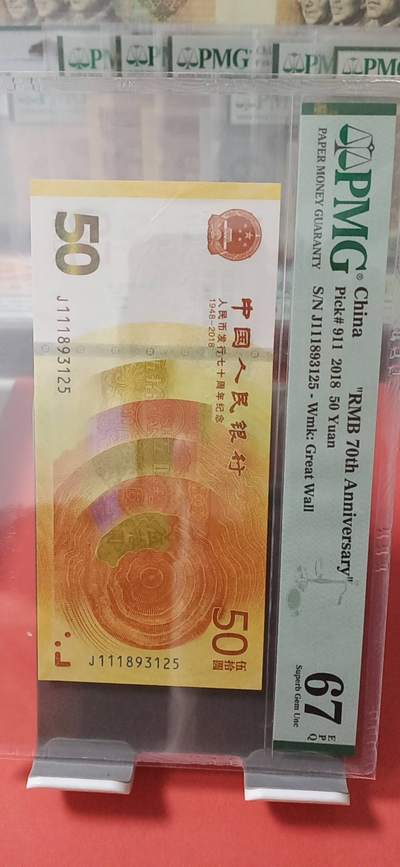 PMG
PMG
PMG
PMG
PMG
PMG®
PAPER MONEY GUARANTY
China
"RMB 70th Anniversary"
Pick# 911 2018 50 Yuan
S/N J111893125 - Wmk: Great Wall
67
EPQ
Superb Gem Unc
中国人民银行
人民币发行七十周年纪念
1948-2018
50
J111893125
50
伍拾圆
J111893125